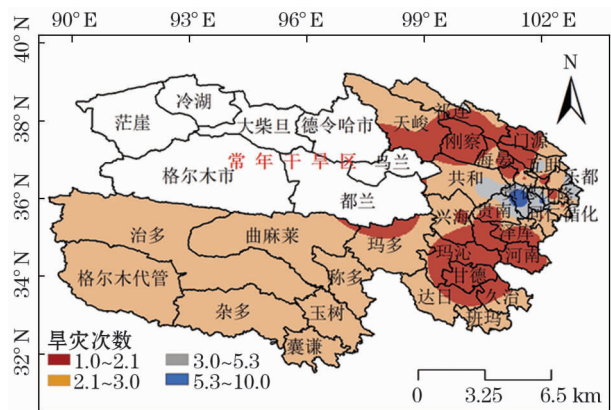 90° E 93° E 96° E 99° E 102° E
40° N
38° N
36° N
34° N
32° N
N
冷湖
茫崖
大柴旦
德令哈市
天峻
祁连
刚察
门源
海晏
常年干旱区
乌兰
格尔木市
都兰
共和
乐都
循化
兴海
贵南
泽库
河南
治多
曲麻莱
玛多
玛沁
甘德
格尔木代管
称多
达日
久治
班玛
杂多
玉树
囊谦
旱灾次数
1.0~2.1 3.0~5.3
2.1~3.0 5.3~10.0
0 3.25 6.5 km